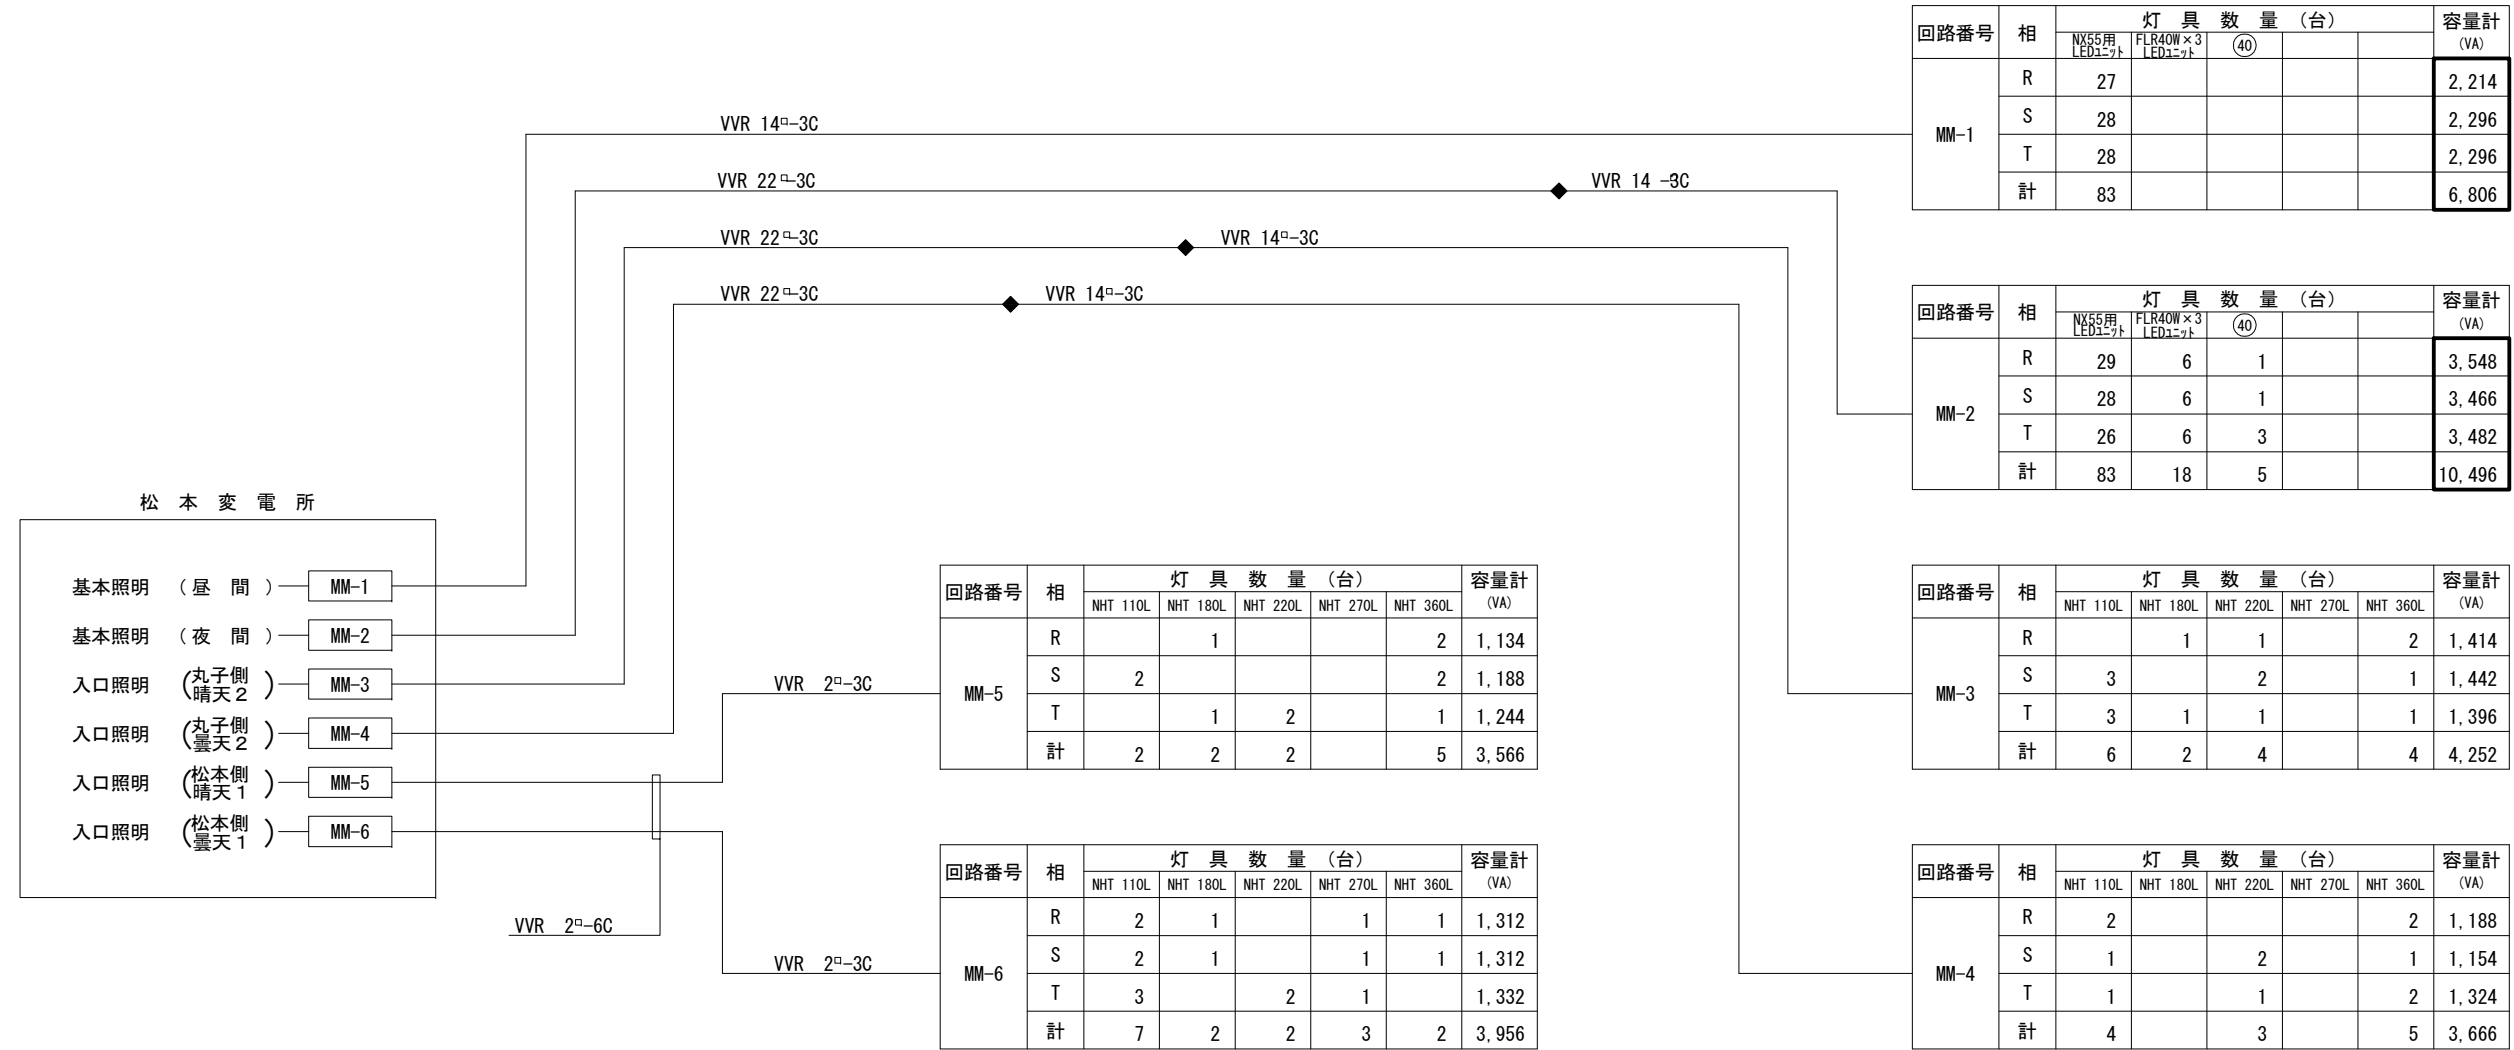 松 本 変 電 所
基本照明 （ 昼 間 ） MM-1
基本照明 （ 夜 間 ） MM-2
入口照明 （丸子側 晴天２） MM-3
入口照明 （丸子側 曇天２） MM-4
入口照明 （松本側 晴天１） MM-5
入口照明 （松本側 曇天１） MM-6
VVR 14□-3C
VVR 22□-3C
VVR 14 -3C
VVR 22□-3C
VVR 14□-3C
VVR 22□-3C
VVR 14□-3C
VVR 2□-3C
VVR 2□-6C
VVR 2□-3C
回路番号 相 灯 具 数 量 （台） 容量計
NX55用 LEDユニット FLR40W×3 LEDユニット 40 (VA)
MM-1
R 27 2,214
S 28 2,296
T 28 2,296
計 83 6,806
回路番号 相 灯 具 数 量 （台） 容量計
NX55用 LEDユニット FLR40W×3 LEDユニット 40 (VA)
MM-2
R 29 6 1 3,548
S 28 6 1 3,466
T 26 6 3 3,482
計 83 18 5 10,496
回路番号 相 灯 具 数 量 （台） 容量計
NHT 110L NHT 180L NHT 220L NHT 270L NHT 360L (VA)
MM-5
R 1 2 1,134
S 2 2 1,188
T 1 2 1 1,244
計 2 2 2 5 3,566
回路番号 相 灯 具 数 量 （台） 容量計
NHT 110L NHT 180L NHT 220L NHT 270L NHT 360L (VA)
MM-3
R 1 1 2 1,414
S 3 2 1 1,442
T 3 1 1 1 1,396
計 6 2 4 4 4,252
回路番号 相 灯 具 数 量 （台） 容量計
NHT 110L NHT 180L NHT 220L NHT 270L NHT 360L (VA)
MM-6
R 2 1 1 1 1,312
S 2 1 1 1 1,312
T 3 2 1 1,332
計 7 2 2 3 2 3,956
回路番号 相 灯 具 数 量 （台） 容量計
NHT 110L NHT 180L NHT 220L NHT 270L NHT 360L (VA)
MM-4
R 2 2 1,188
S 1 2 1 1,154
T 1 1 2 1,324
計 4 3 5 3,666